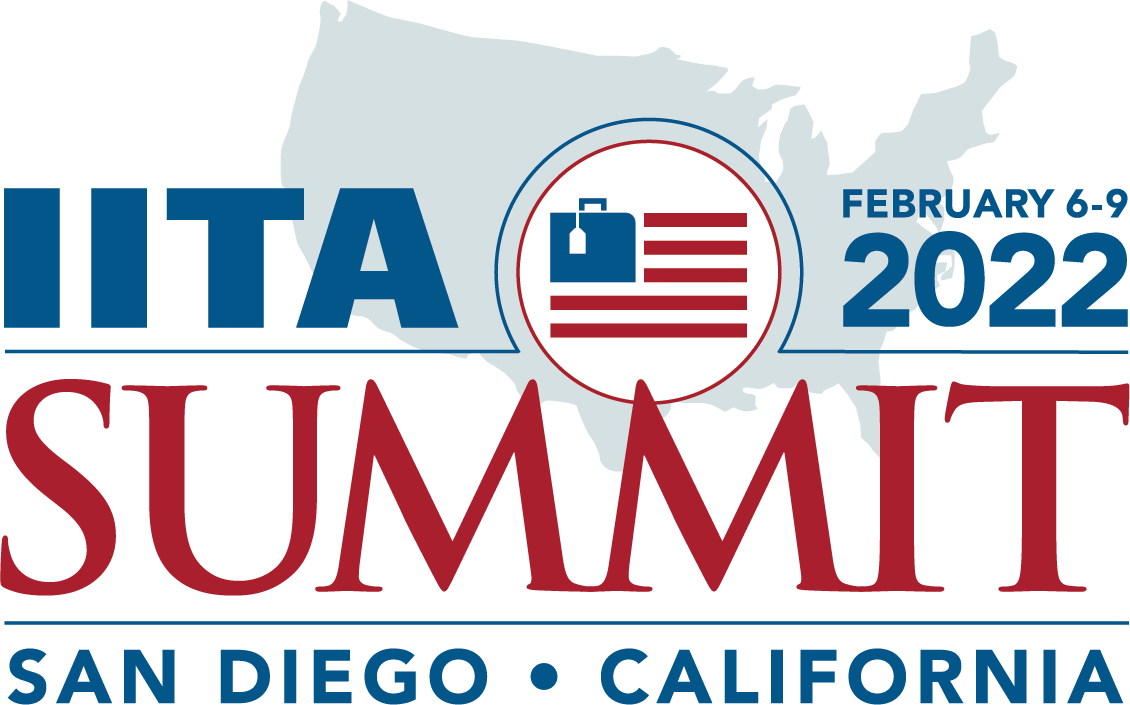 IITA
FEBRUARY 6-9
2022
SUMMIT
SAN DIEGO • CALIFORNIA